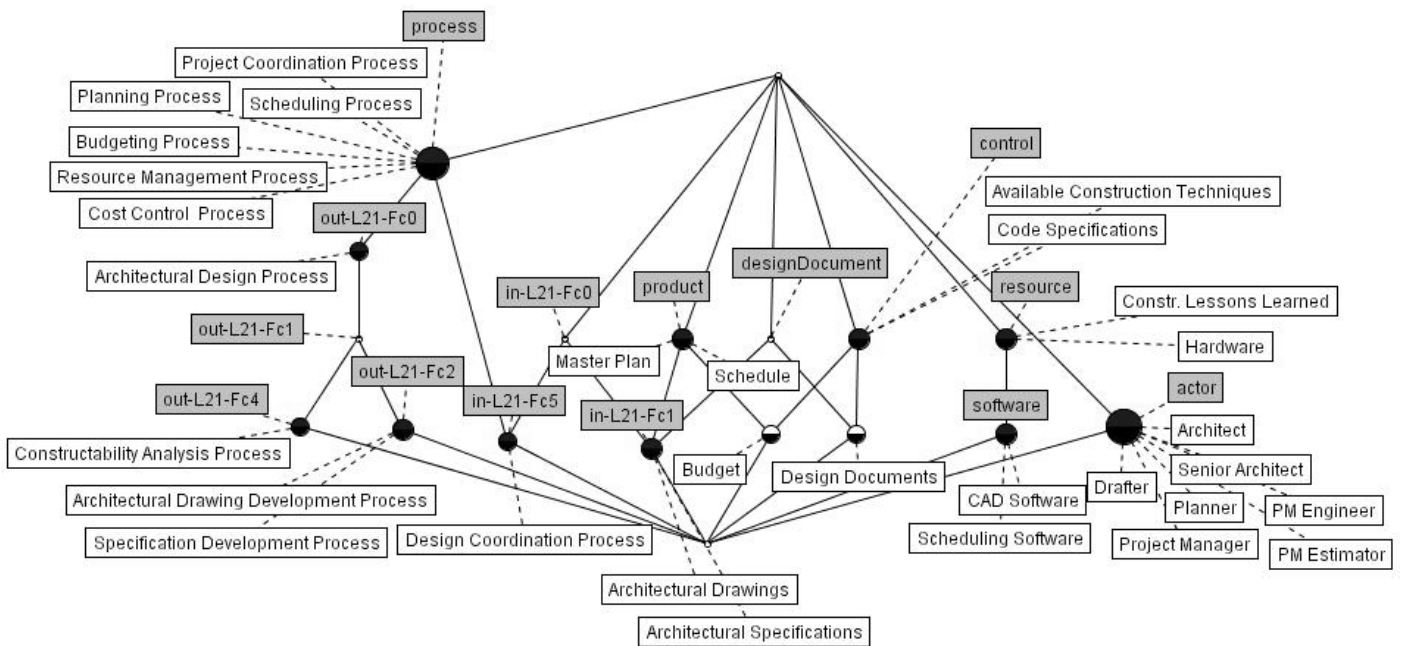 process
Project Coordination Process
Planning Process
Scheduling Process
Budgeting Process
control
Resource Management Process
Available Construction Techniques
Cost Control Process
out-L21-Fc0
Code Specifications
Architectural Design Process
designDocument
in-L21-Fc0
product
resource
Constr. Lessons Learned
out-L21-Fc1
Master Plan
Hardware
out-L21-Fc2
Schedule
out-L21-Fc4
in-L21-Fc5
in-L21-Fc1
software
actor
Constructability Analysis Process
Architect
Budget
Design Documents
Senior Architect
Architectural Drawing Development Process
CAD Software
Drafter
Planner
PM Engineer
Specification Development Process
Design Coordination Process
Scheduling Software
Project Manager
PM Estimator
Architectural Drawings
Architectural Specifications